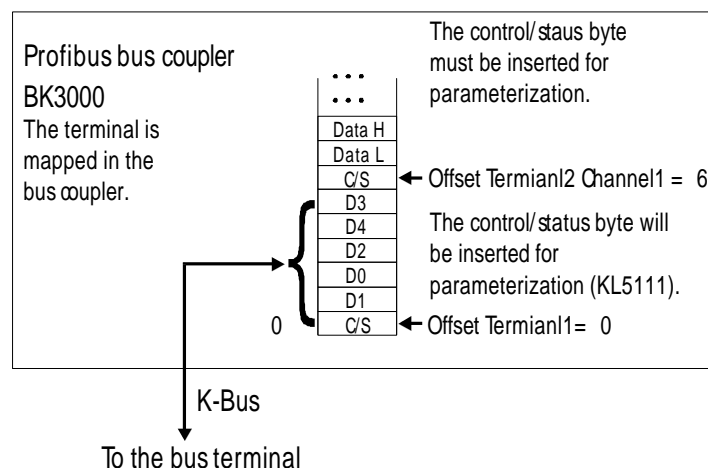 Profibus bus coupler
BK3000
The terminal is
mapped in the
bus coupler.
The control/staus byte
must be inserted for
parameterization.
Data H
Data L
C/S
Offset Termianl2 Channel1 = 6
D3
D4
D2
D0
D1
The control/status byte will
be inserted for
parameterization (KL5111).
0
C/S
Offset Termianl1= 0
K-Bus
To the bus terminal